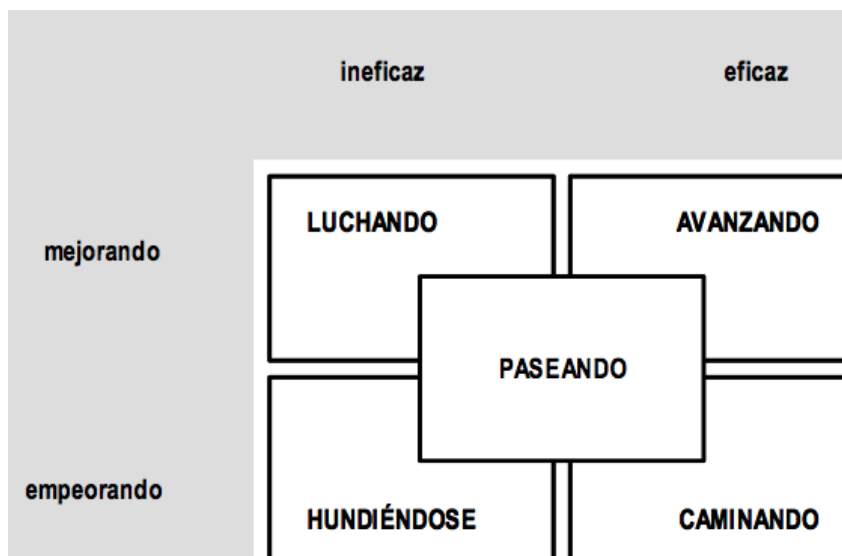 ineficaz eficaz
mejorando LUCHANDO AVANZANDO
PASEANDO
empeorando
HUNDIÉNDOSE CAMINANDO